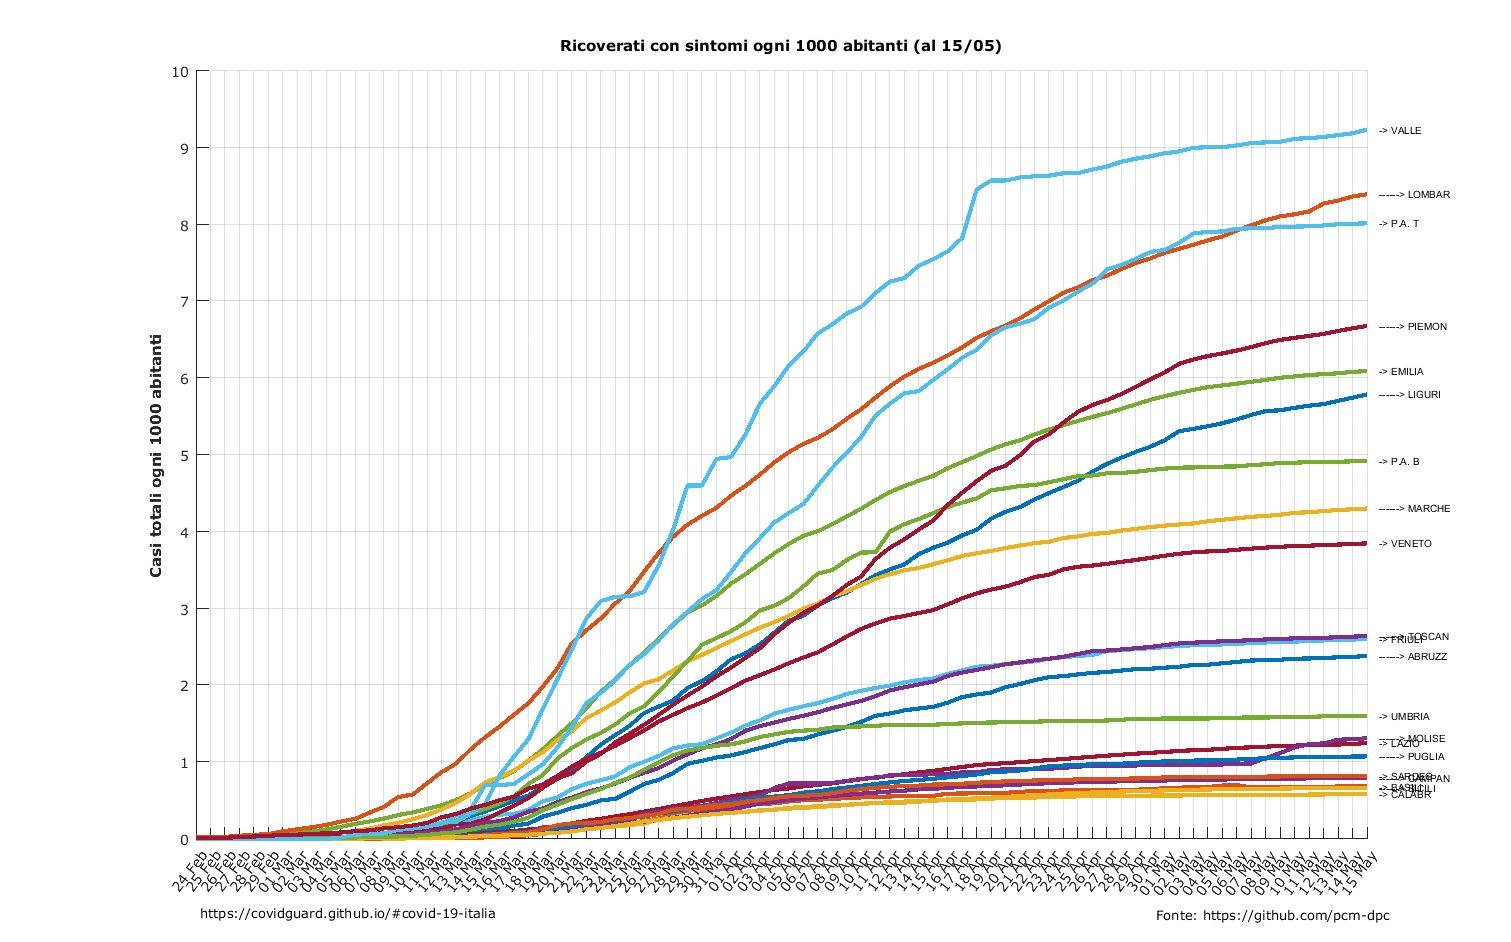 Ricoverati con sintomi ogni 1000 abitanti (al 15/05)
Casi totali ogni 1000 abitanti
10
9
8
7
6
5
4
3
2
1
0
-> VALLE
------> LOMBAR
-> P.A. T
------> PIEMON
-> EMILIA
------> LIGURI
-> P.A. B
------> MARCHE
-> VENETO
------> TOSCAN
-> FRIULI
------> ABRUZZ
-> UMBRIA
------> MOLISE
-> LAZIO
------> PUGLIA
-> SARDEG
------> CAMPAN
-> BASILI
-> CALABR
24 Feb
25 Feb
26 Feb
27 Feb
28 Feb
29 Feb
01 Mar
02 Mar
03 Mar
04 Mar
05 Mar
06 Mar
07 Mar
08 Mar
09 Mar
10 Mar
11 Mar
12 Mar
13 Mar
14 Mar
15 Mar
16 Mar
17 Mar
18 Mar
19 Mar
20 Mar
21 Mar
22 Mar
23 Mar
24 Mar
25 Mar
26 Mar
27 Mar
28 Mar
29 Mar
30 Mar
31 Mar
01 Apr
02 Apr
03 Apr
04 Apr
05 Apr
06 Apr
07 Apr
08 Apr
09 Apr
10 Apr
11 Apr
12 Apr
13 Apr
14 Apr
15 Apr
16 Apr
17 Apr
18 Apr
19 Apr
20 Apr
21 Apr
22 Apr
23 Apr
24 Apr
25 Apr
26 Apr
27 Apr
28 Apr
29 Apr
30 Apr
01 May
02 May
03 May
04 May
05 May
06 May
07 May
08 May
09 May
10 May
11 May
12 May
13 May
14 May
15 May
https://covidguard.github.io/#covid-19-italia
Fonte: https://github.com/pcm-dpc